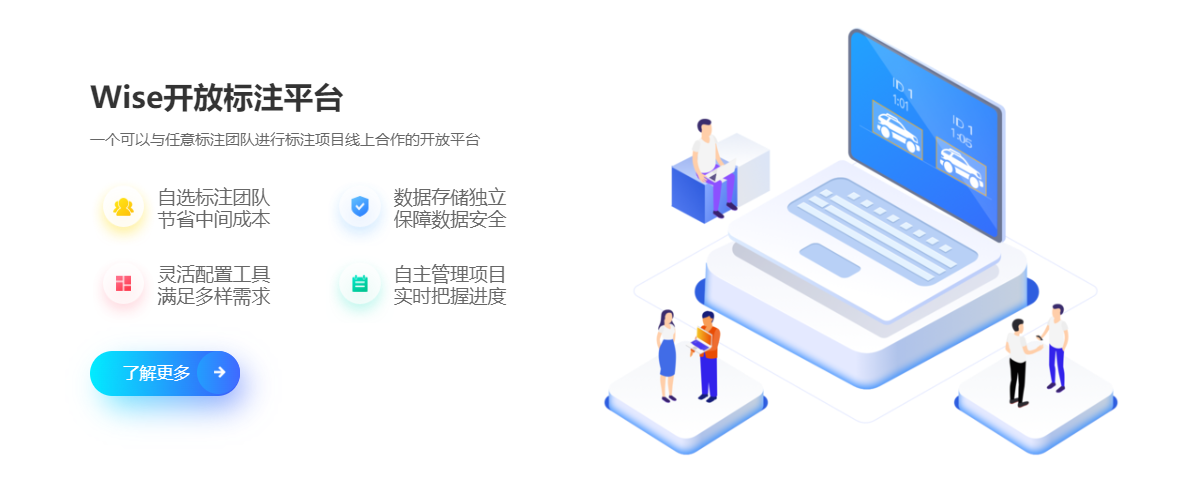 Wise开放标注平台
一个可以与任意标注团队进行标注项目线上合作的开放平台
自选标注团队
节省中间成本
数据存储独立
保障数据安全
灵活配置工具
满足多样需求
自主管理项目
实时把握进度
了解更多
ID 1
1:01
ID 1
1:05